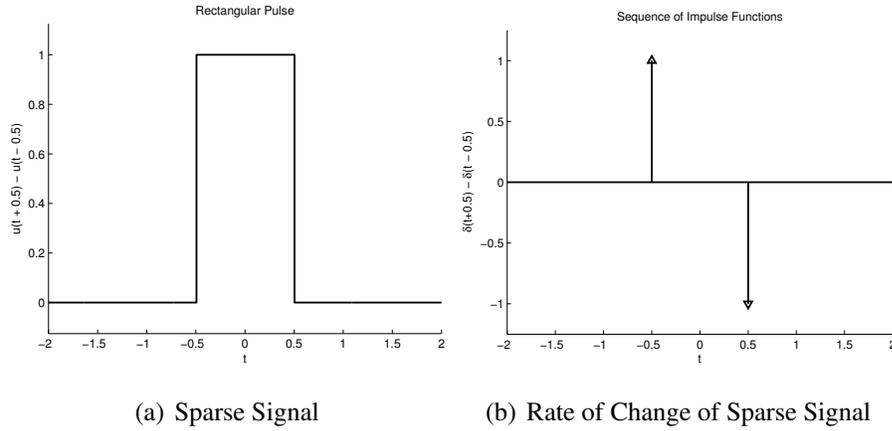 Rectangular Pulse
1
0.8
0.6
0.4
0.2
0
u(t + 0.5) − u(t − 0.5)
−2 −1.5 −1 −0.5 0 0.5 1 1.5 2
t
(a) Sparse Signal
Sequence of Impulse Functions
1
0.5
0
−0.5
−1
δ(t+0.5) − δ(t − 0.5)
−2 −1.5 −1 −0.5 0 0.5 1 1.5 2
t
(b) Rate of Change of Sparse Signal